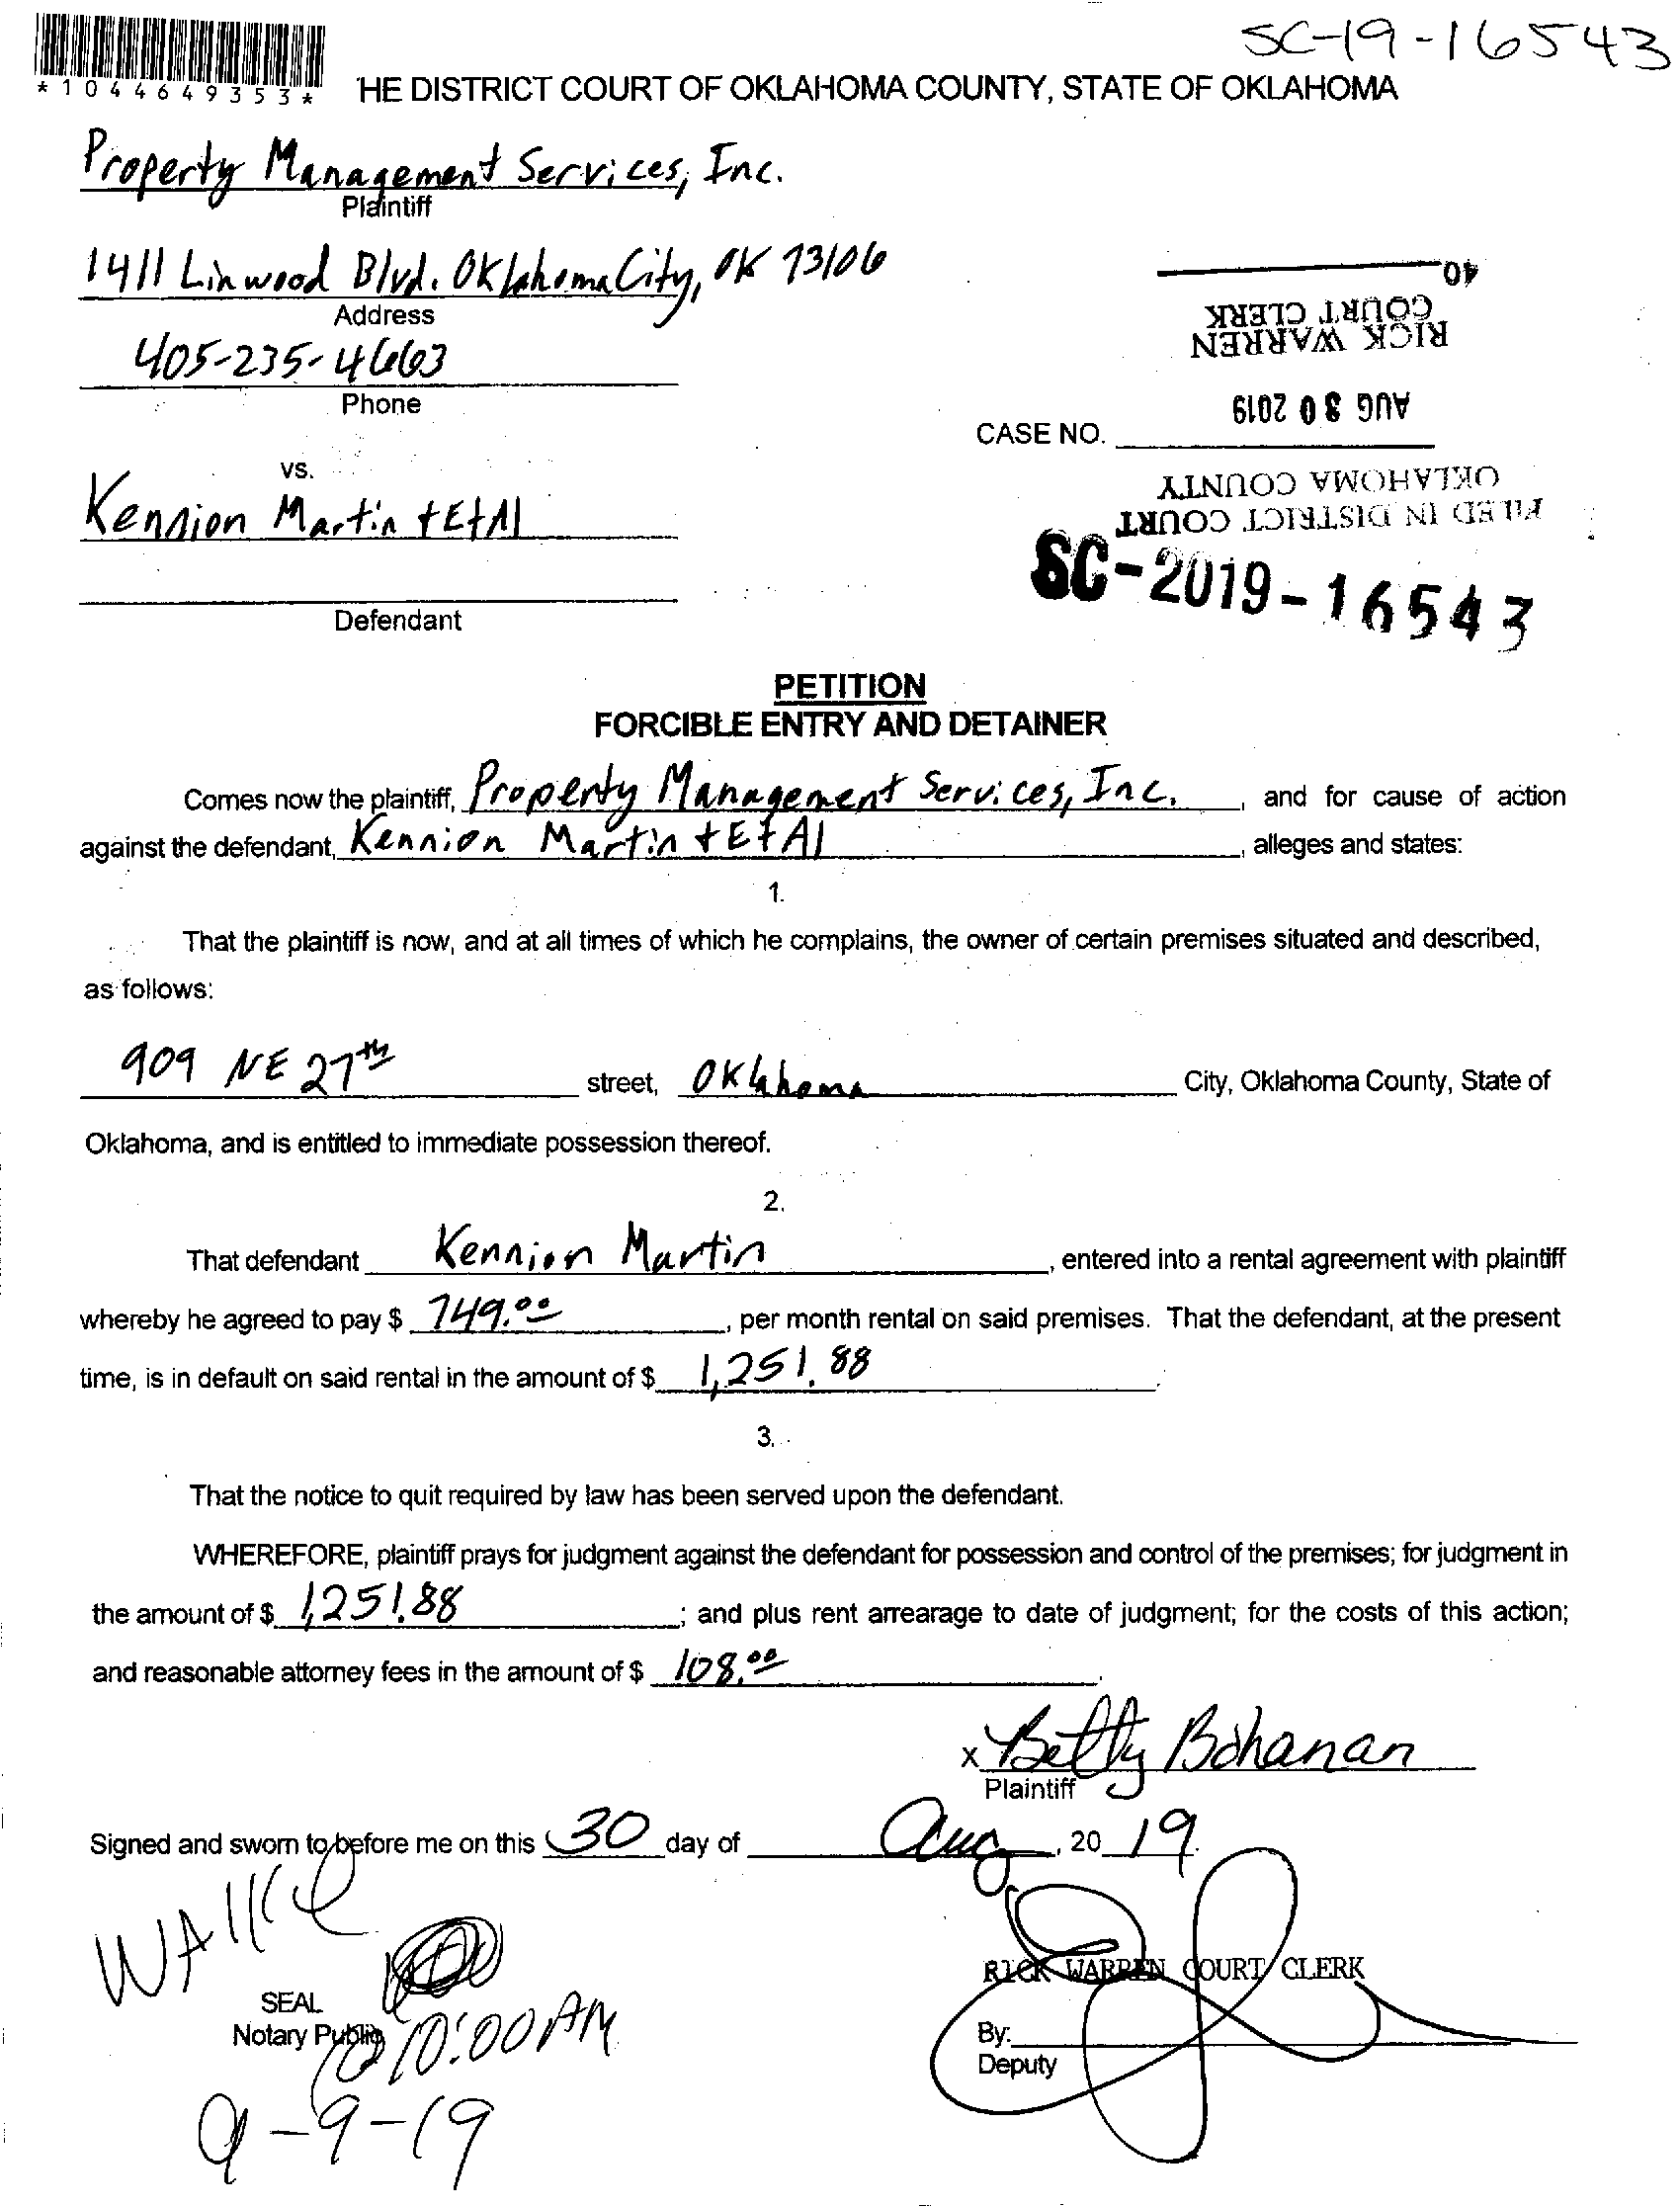 SC-19-16543
*1044649353*
HE DISTRICT COURT OF OKLAHOMA COUNTY, STATE OF OKLAHOMA
Property Management Services, Inc.
Plaintiff
1411 Linwood Blvd. Oklahoma City, OK 73106
Address
405-235-4663
Phone
40
COURT CLERK
RICK WARREN
AUG 30 2019
CASE NO.
OKLAHOMA COUNTY
FILED IN DISTRICT COURT
vs.
Kennion Martin + Et Al
SC-2019-16543
Defendant
PETITION
FORCIBLE ENTRY AND DETAINER
Comes now the plaintiff, Property Management Services, Inc., and for cause of action
against the defendant, Kennion Martin + Et Al, alleges and states:
1.
That the plaintiff is now, and at all times of which he complains, the owner of certain premises situated and described,
as follows:
909 NE 27th street, Oklahoma City, Oklahoma County, State of
Oklahoma, and is entitled to immediate possession thereof.
2.
That defendant Kennion Martin, entered into a rental agreement with plaintiff
whereby he agreed to pay $ 749.00, per month rental on said premises. That the defendant, at the present
time, is in default on said rental in the amount of $ 1,251.88.
3.
That the notice to quit required by law has been served upon the defendant.
WHEREFORE, plaintiff prays for judgment against the defendant for possession and control of the premises; for judgment in
the amount of $ 1,251.88; and plus rent arrearage to date of judgment; for the costs of this action;
and reasonable attorney fees in the amount of $ 108.00.
x Betty Bohanan
Plaintiff
Signed and sworn to before me on this 30 day of Aug, 20 19.
RICK WARREN COURT CLERK
SEAL
Notary Public
@ 10:00 AM
By:
Deputy
9-9-19